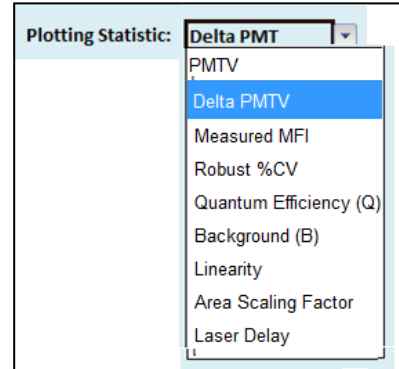 Plotting Statistic: Delta PMT
PMTV
Delta PMTV
Measured MFI
Robust %CV
Quantum Efficiency (Q)
Background (B)
Linearity
Area Scaling Factor
Laser Delay